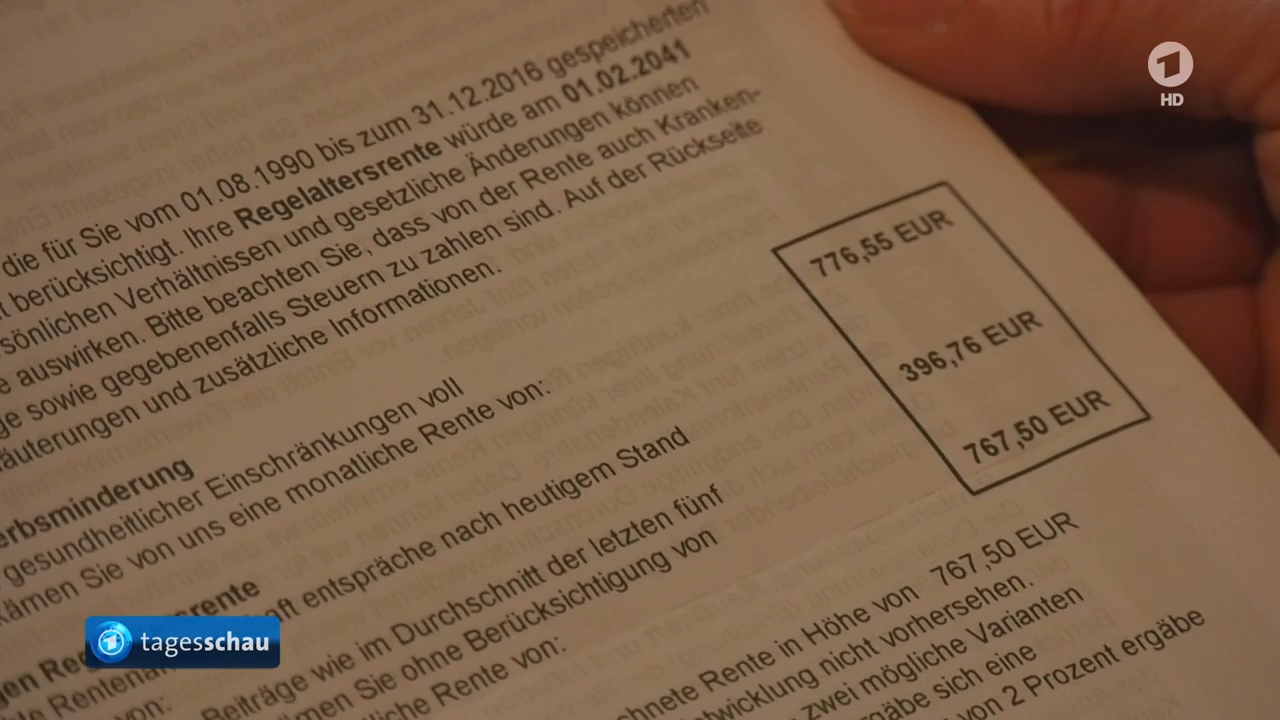 die für Sie vom 01.08.1990 bis zum 31.12.2016 gespeicherten
berücksichtigt. Ihre Regelaltersrente würde am 01.02.2041
sönlichen Verhältnissen und gesetzliche Änderungen können
e auswirken. Bitte beachten Sie, dass von der Rente auch Kranken-
ge sowie gegebenenfalls Steuern zu zahlen sind. Auf der Rückseite
äuterungen und zusätzliche Informationen.
erbsminderung
gesundheitlicher Einschränkungen voll
kämen Sie von uns eine monatliche Rente von:
776,55 EUR
rente
aft entspräche nach heutigem Stand
396,76 EUR
Beiträge wie im Durchschnitt der letzten fünf
men Sie ohne Berücksichtigung von
liche Rente von:
767,50 EUR
chnete Rente in Höhe von 767,50 EUR
twicklung nicht vorhersehen.
zwei mögliche Varianten
ergäbe sich eine
von 2 Prozent ergäbe
1
HD
tagesschau